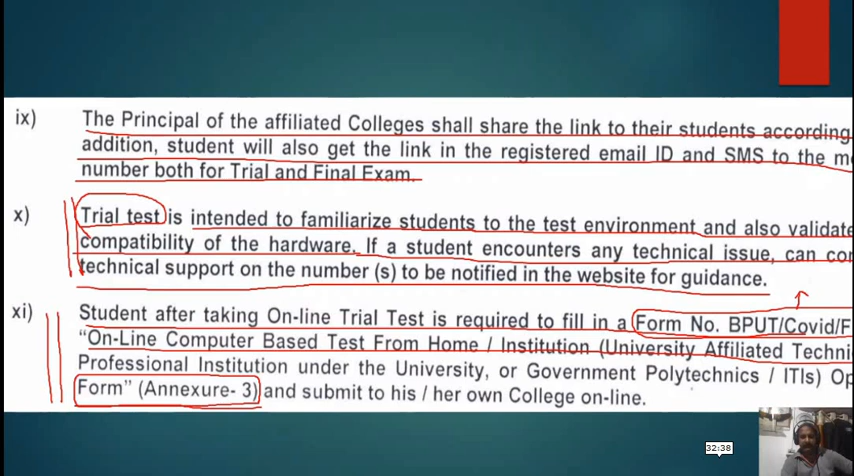 ix) The Principal of the affiliated Colleges shall share the link to their students according
addition, student will also get the link in the registered email ID and SMS to the
number both for Trial and Final Exam.
x) Trial test is intended to familiarize students to the test environment and also validate
compatibility of the hardware. If a student encounters any technical issue, can
technical support on the number (s) to be notified in the website for guidance.
xi) Student after taking On-line Trial Test is required to fill in a Form No. BPUT/Covid/F
"On-Line Computer Based Test From Home / Institution (University Affiliated
Professional Institution under the University, or Government Polytechnics / ITIs)
Form" (Annexure- 3) and submit to his / her own College on-line.
32:38